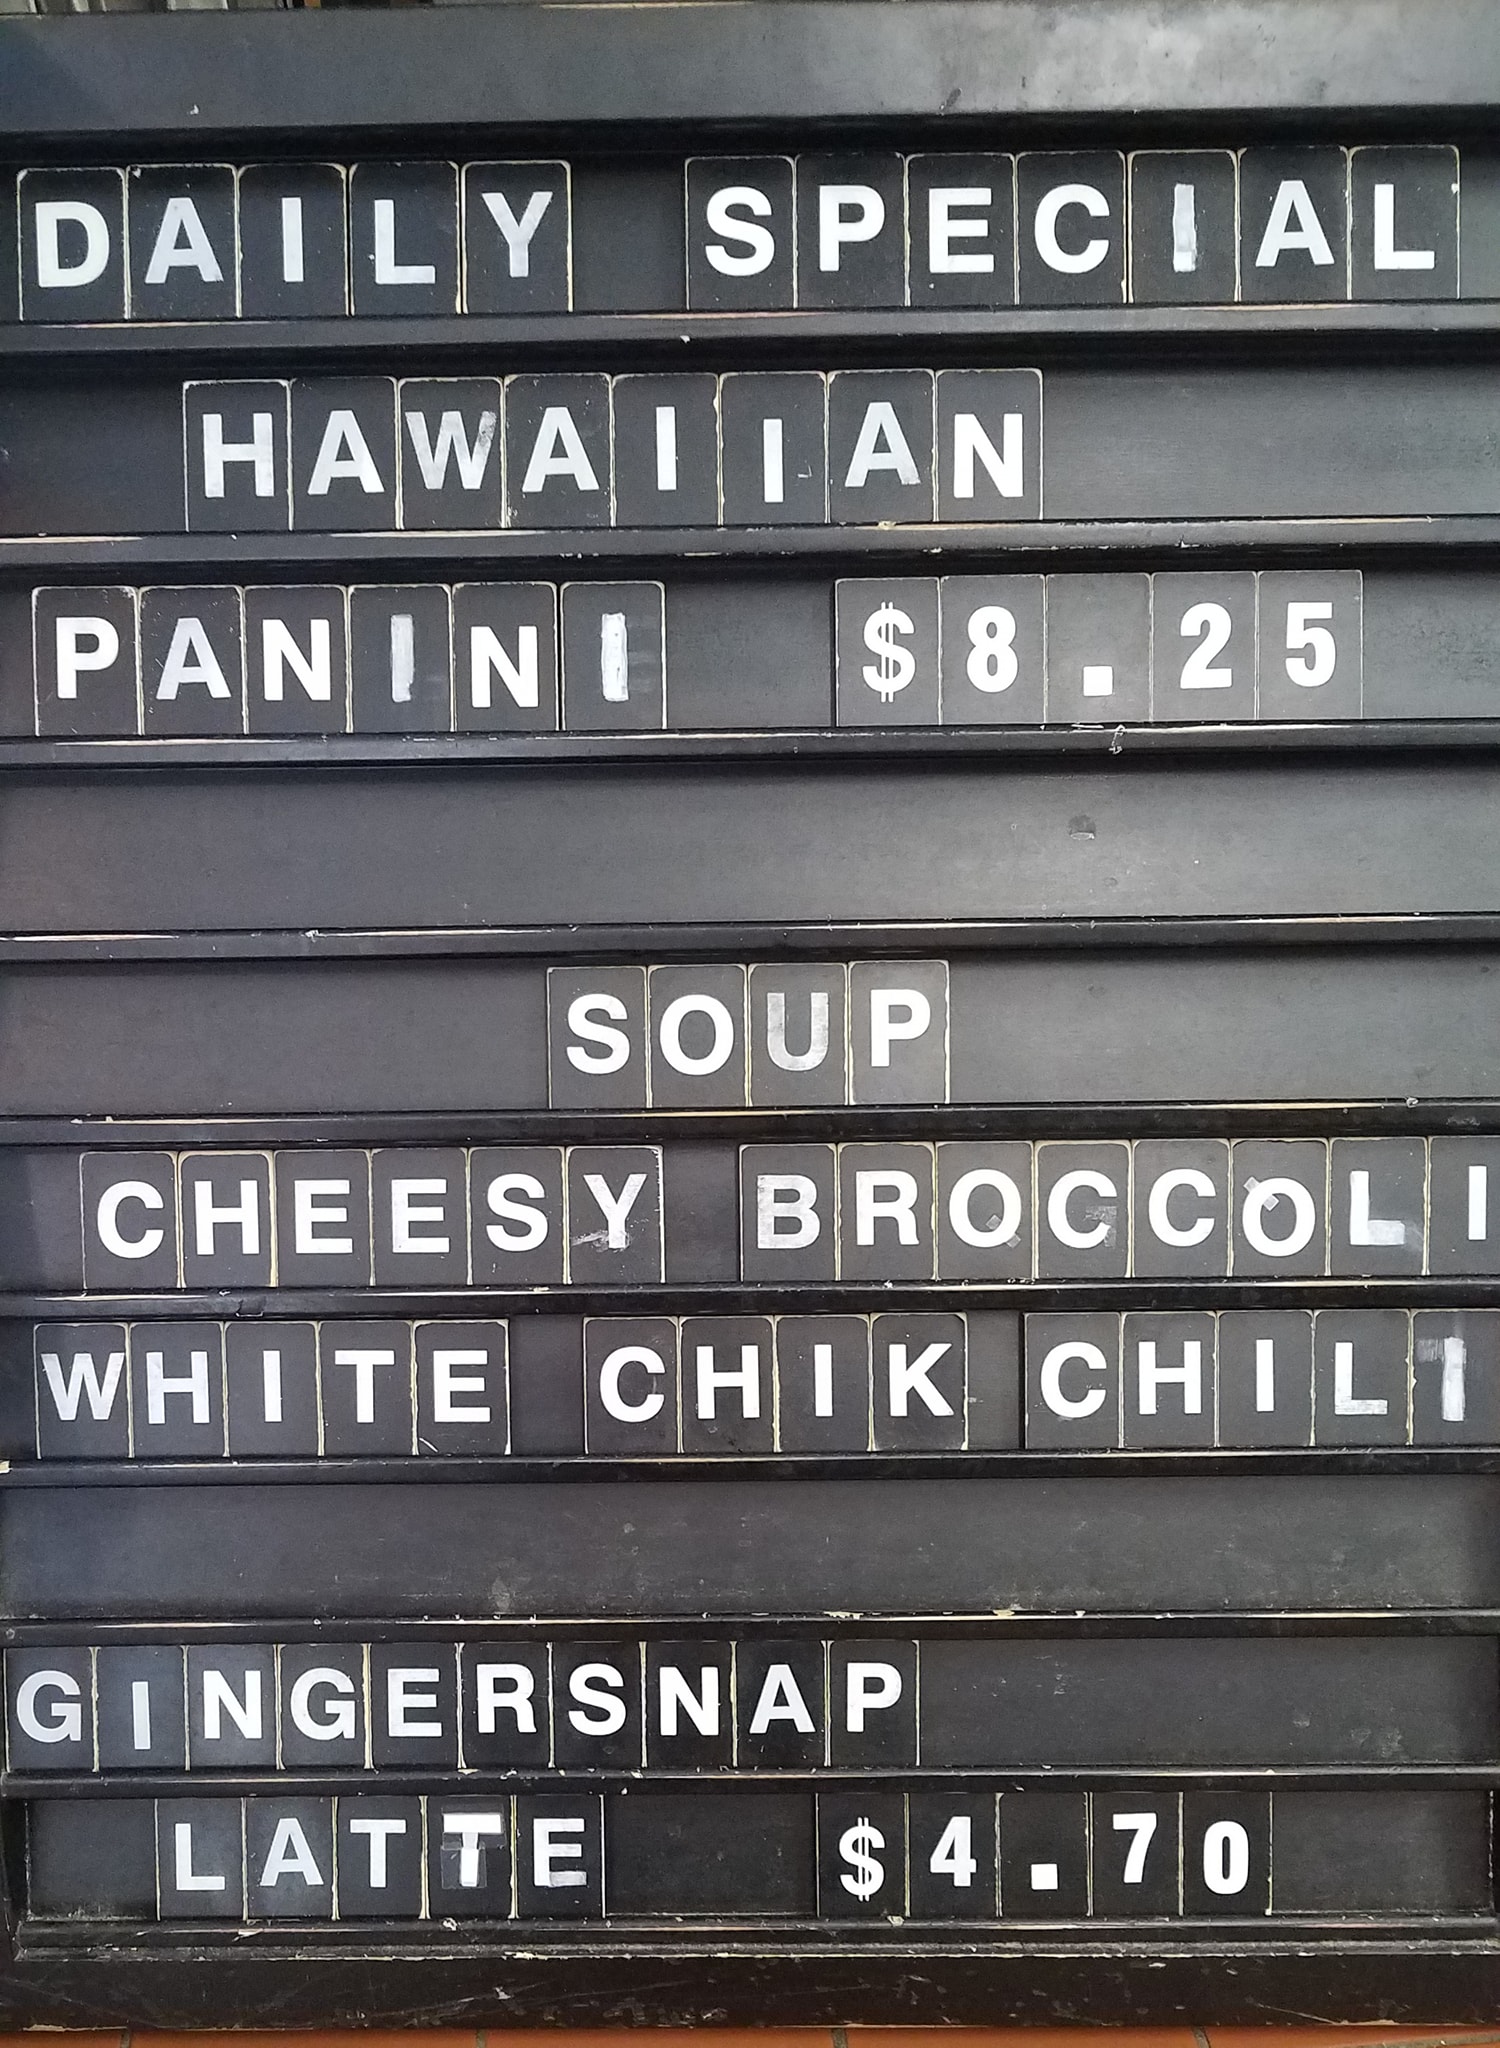 DAILY SPECIAL
HAWAIIAN
PANINI $8.25
SOUP
CHEESY BROCCOLI
WHITE CHIK CHILI
GINGERSNAP
LATTE $4.70